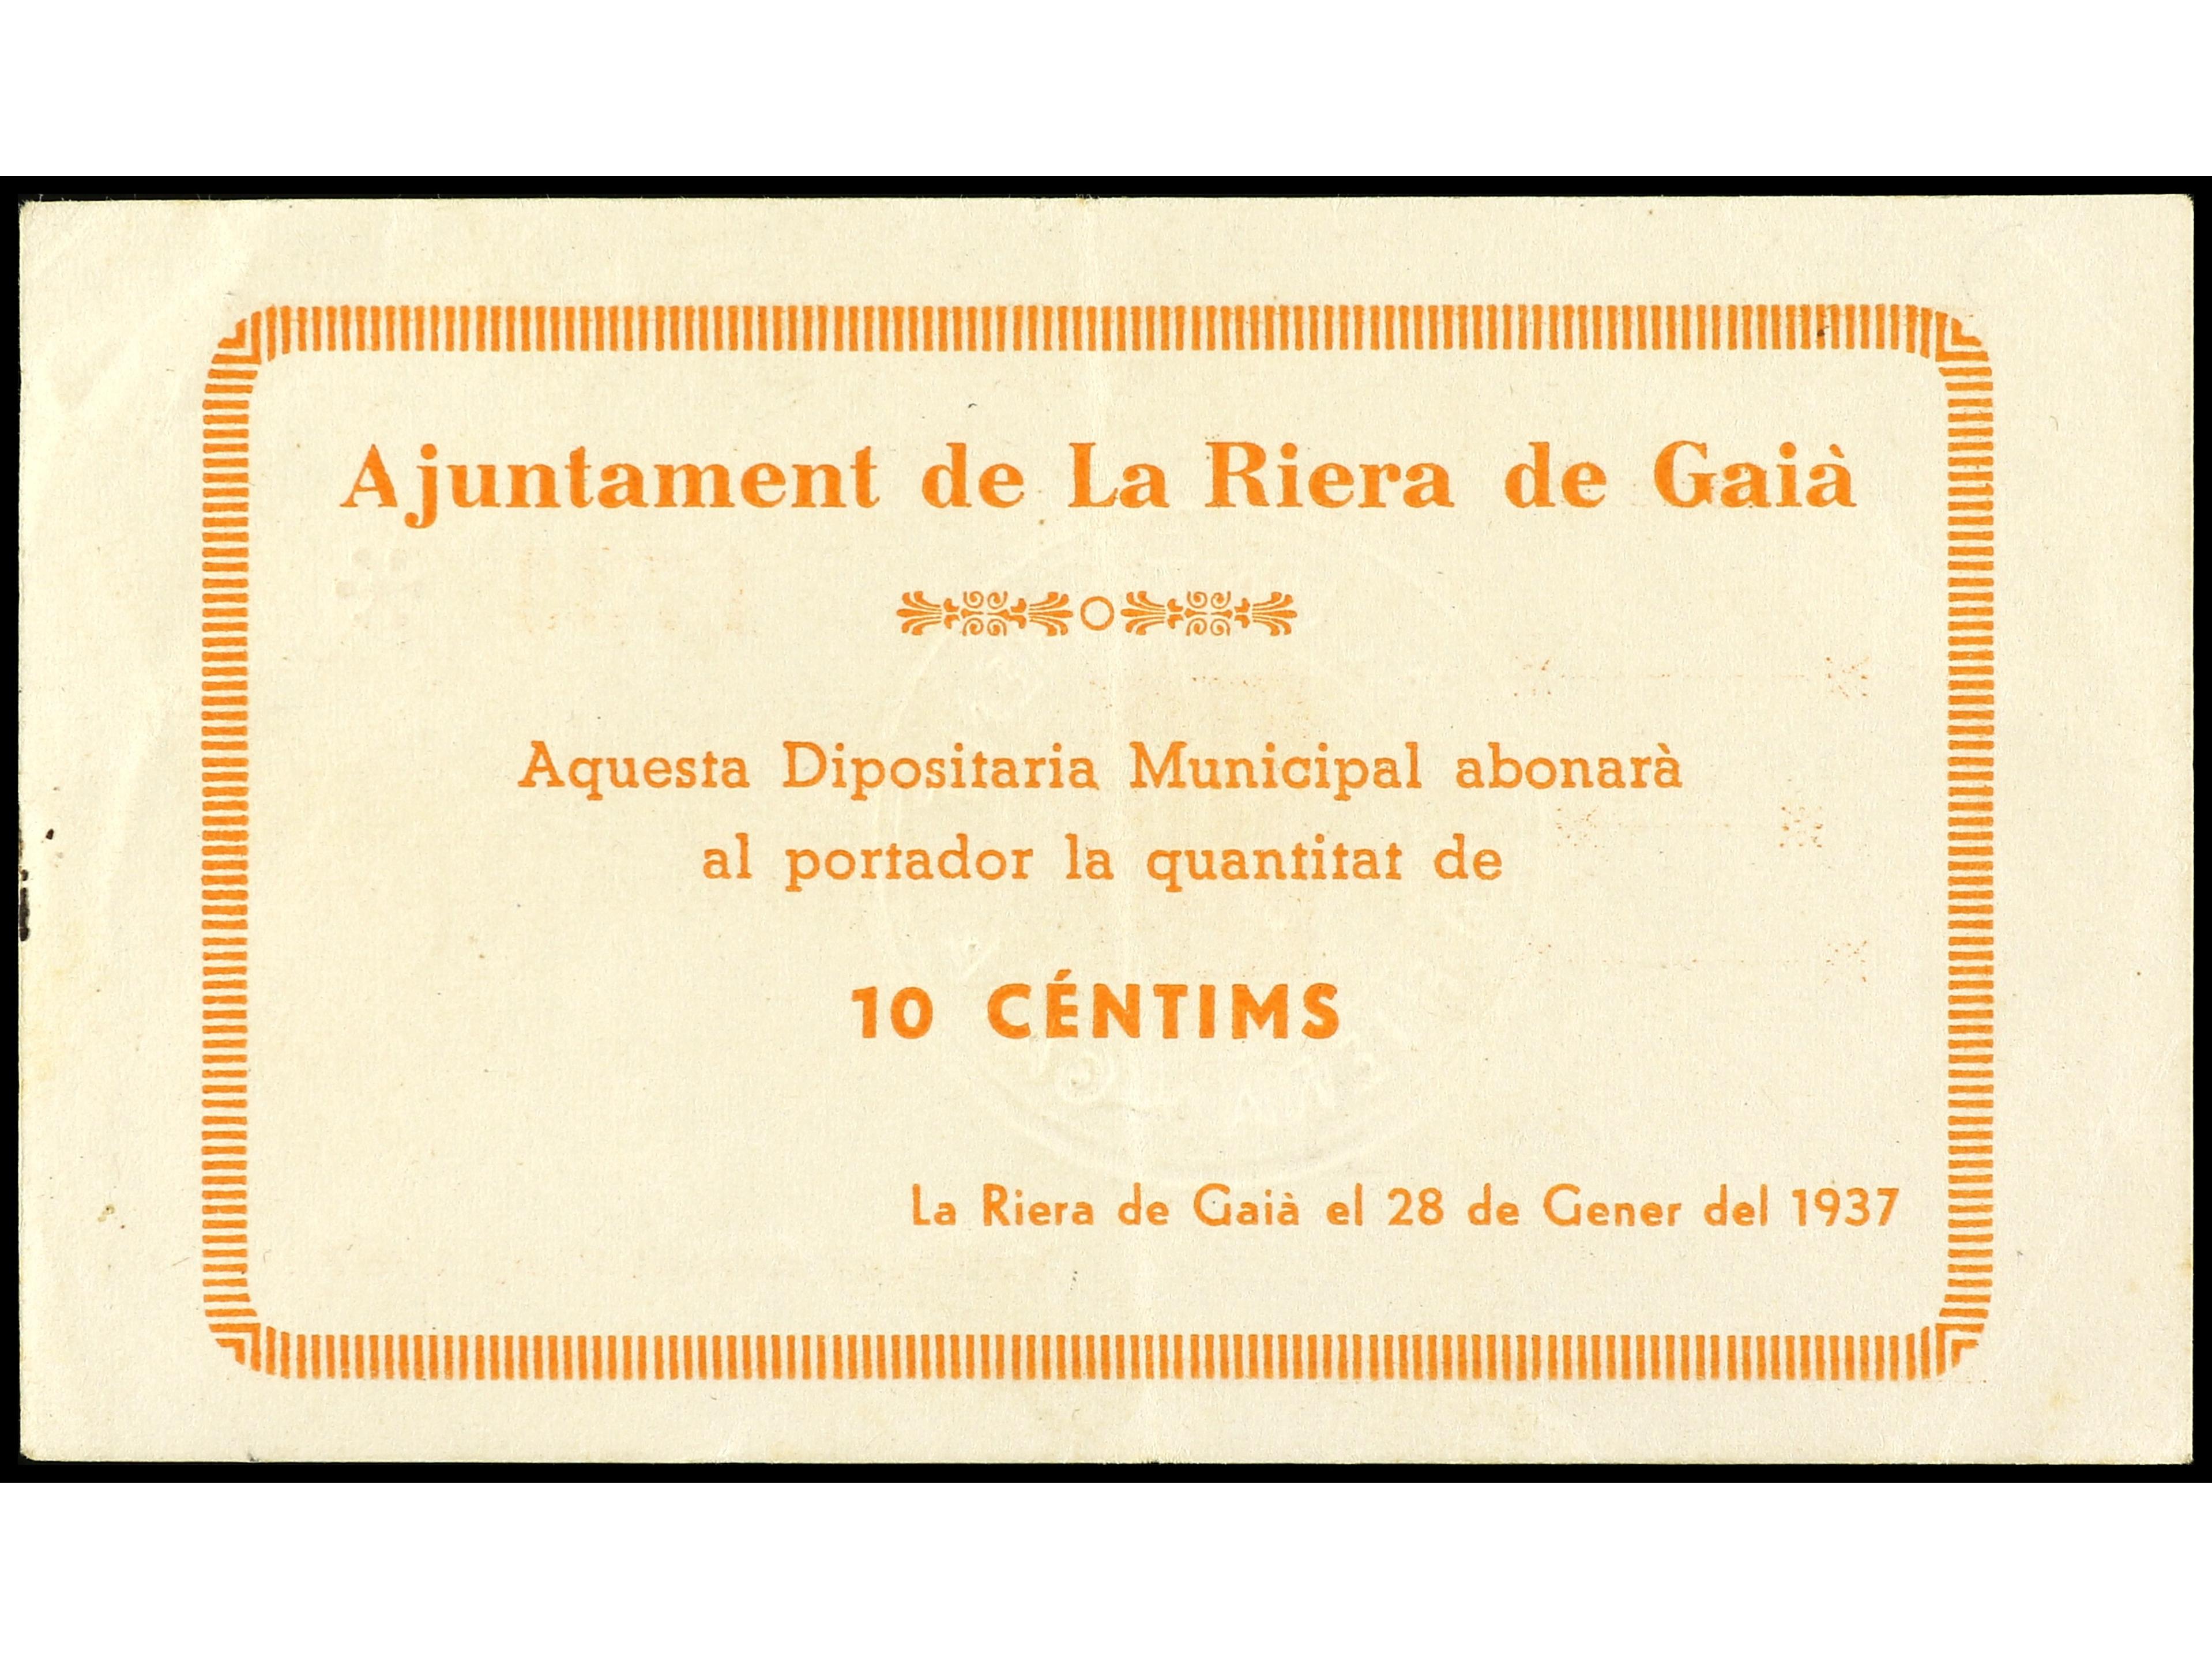 Ajuntament de La Riera de Gaià
Aquesta Dipositaria Municipal abonarà
al portador la quantitat de
10 CÉNTIMS
La Riera de Gaià el 28 de Gener del 1937